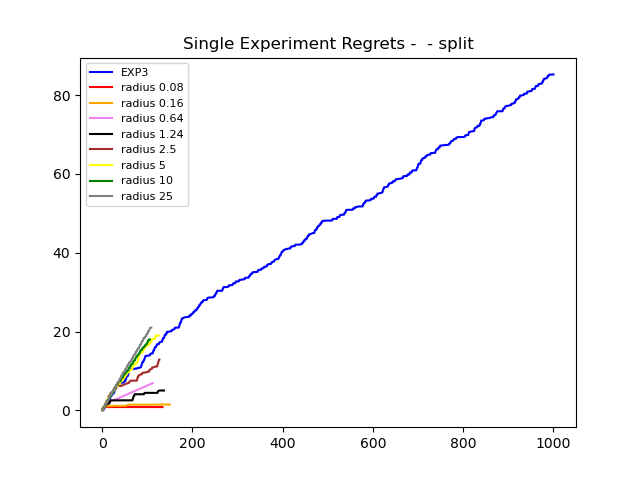 Single Experiment Regrets -  - split
EXP3
radius 0.08
radius 0.16
radius 0.64
radius 1.24
radius 2.5
radius 5
radius 10
radius 25
80
60
40
20
0
0 200 400 600 800 1000